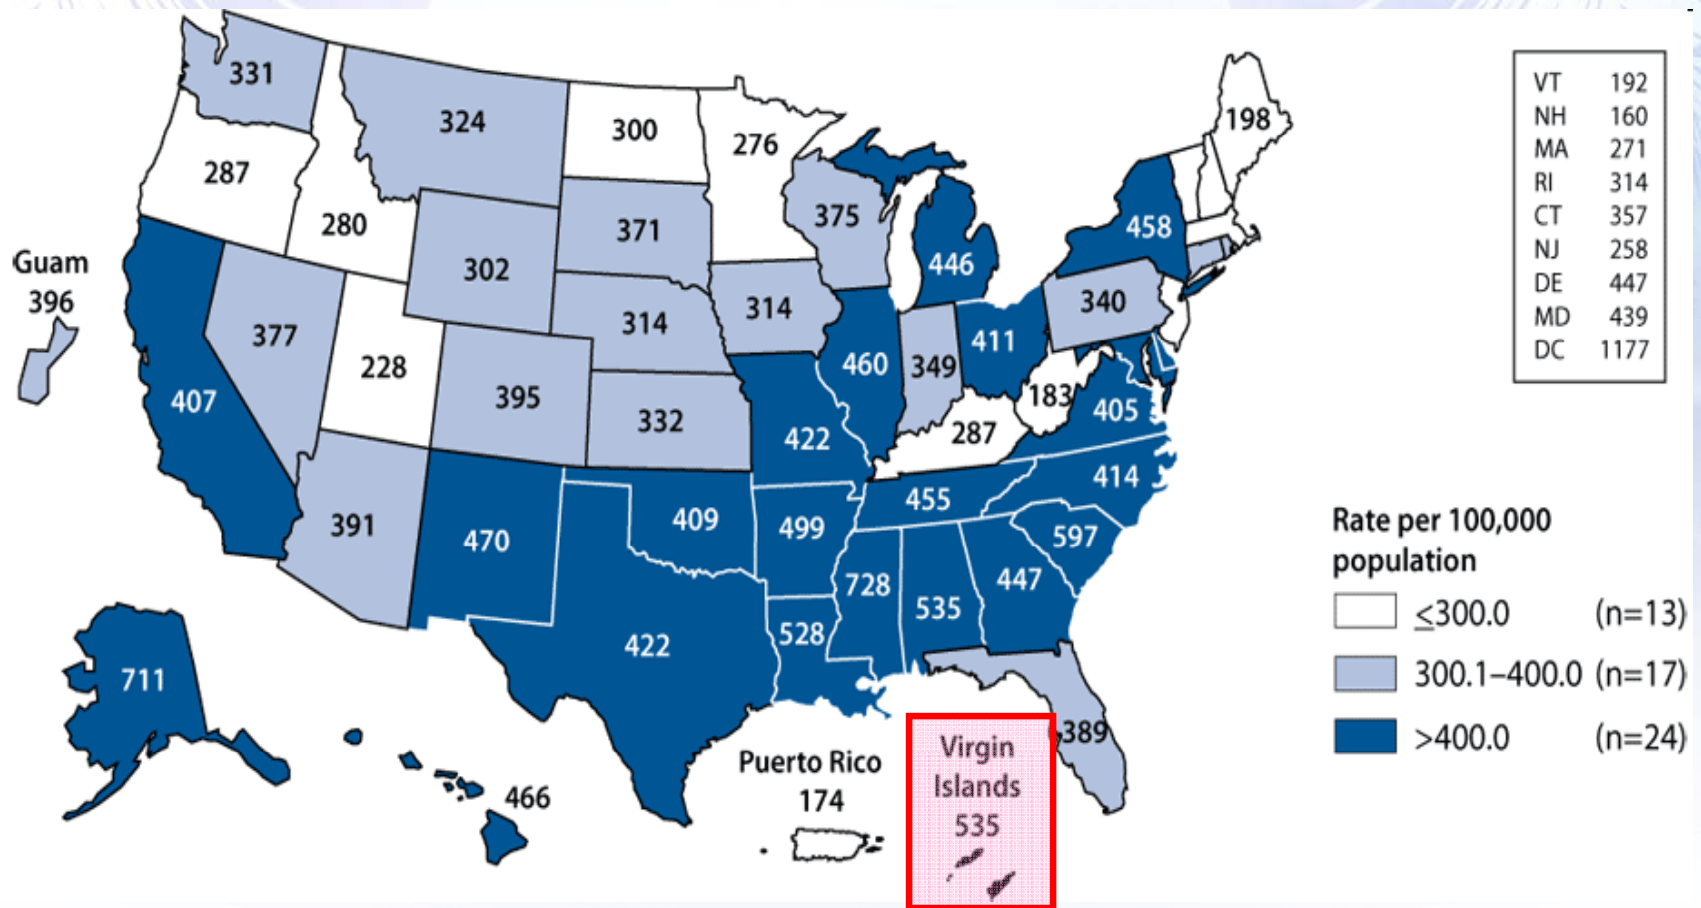 331
324
300
276
198
VT 192
NH 160
MA 271
RI 314
CT 357
NJ 258
DE 447
MD 439
DC 1177
287
280
302
371
375
446
458
Guam
396
377
228
395
314
314
332
460
349
411
340
407
422
287
183
405
391
470
409
499
455
414
597
728
535
447
528
422
389
711
466
Puerto Rico
174
Virgin
Islands
535
Rate per 100,000
population
≤300.0 (n=13)
300.1–400.0 (n=17)
>400.0 (n=24)